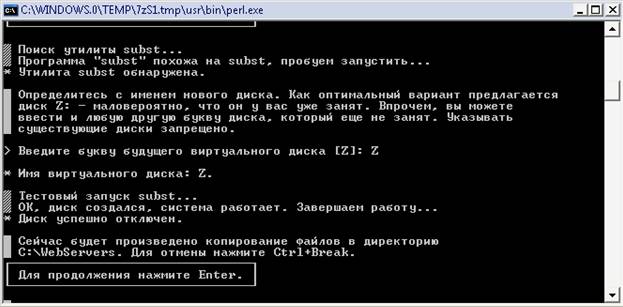 C:\WINDOWS.0\TEMP\7zS1.tmp\usr\bin\perl.exe
Поиск утилиты subst...
Программа "subst" похожа на subst, пробуем запустить...
* Утилита subst обнаружена.
Определитесь с именем нового диска. Как оптимальный вариант предлагается
диск Z: - маловероятно, что он у вас уже занят. Впрочем, вы можете
ввести и любую другую букву диска, который еще не занят. Указывать
существующие диски запрещено.
> Введите букву будущего виртуального диска [Z]: Z
* Имя виртуального диска: Z.
Тестовый запуск subst...
OK, диск создался, система работает. Завершаем работу...
* Диск успешно отключен.
Сейчас будет произведено копирование файлов в директорию
C:\WebServers. Для отмены нажмите Ctrl+Break.
Для продолжения нажмите Enter.